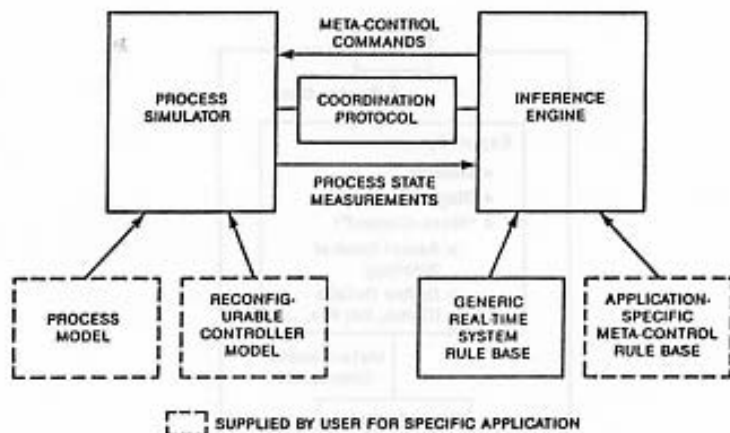 META-CONTROL
COMMANDS
PROCESS
SIMULATOR
COORDINATION
PROTOCOL
INFERENCE
ENGINE
PROCESS STATE
MEASUREMENTS
PROCESS
MODEL
RECONFIG-
URABLE
CONTROLLER
MODEL
GENERIC
REAL-TIME
SYSTEM
RULE BASE
APPLICATION-
SPECIFIC
META-CONTROL
RULE BASE
SUPPLIED BY USER FOR SPECIFIC APPLICATION